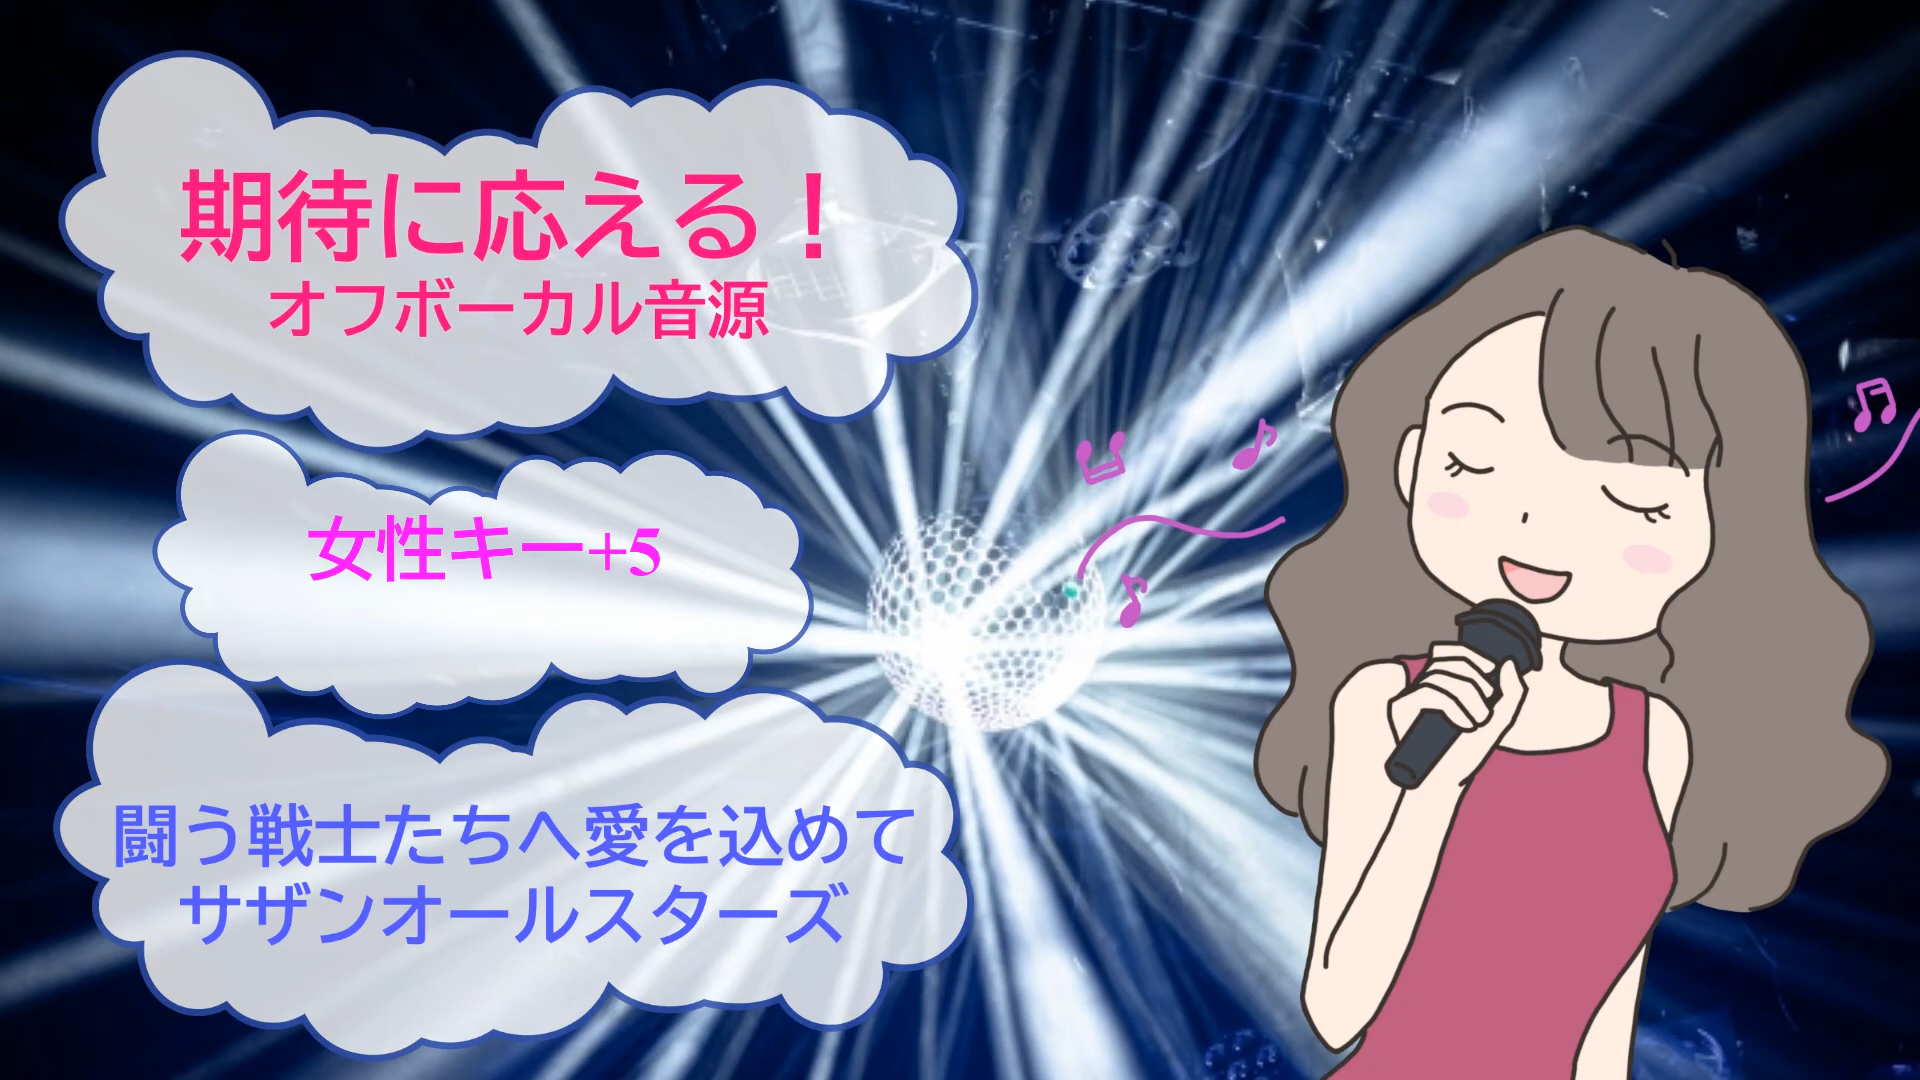 期待に応える！
オフボーカル音源
女性キー+5
闘う戦士たちへ愛を込めて
サザンオールスターズ